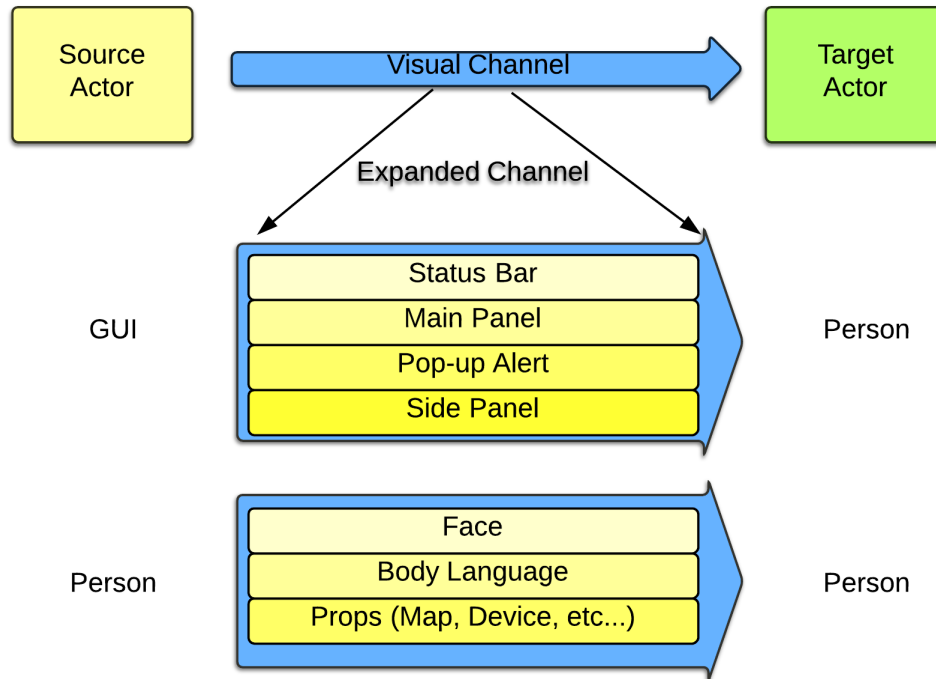 Source
Actor
Visual Channel
Target
Actor
Expanded Channel
GUI
Status Bar
Main Panel
Pop-up Alert
Side Panel
Person
Person
Face
Body Language
Props (Map, Device, etc...)
Person